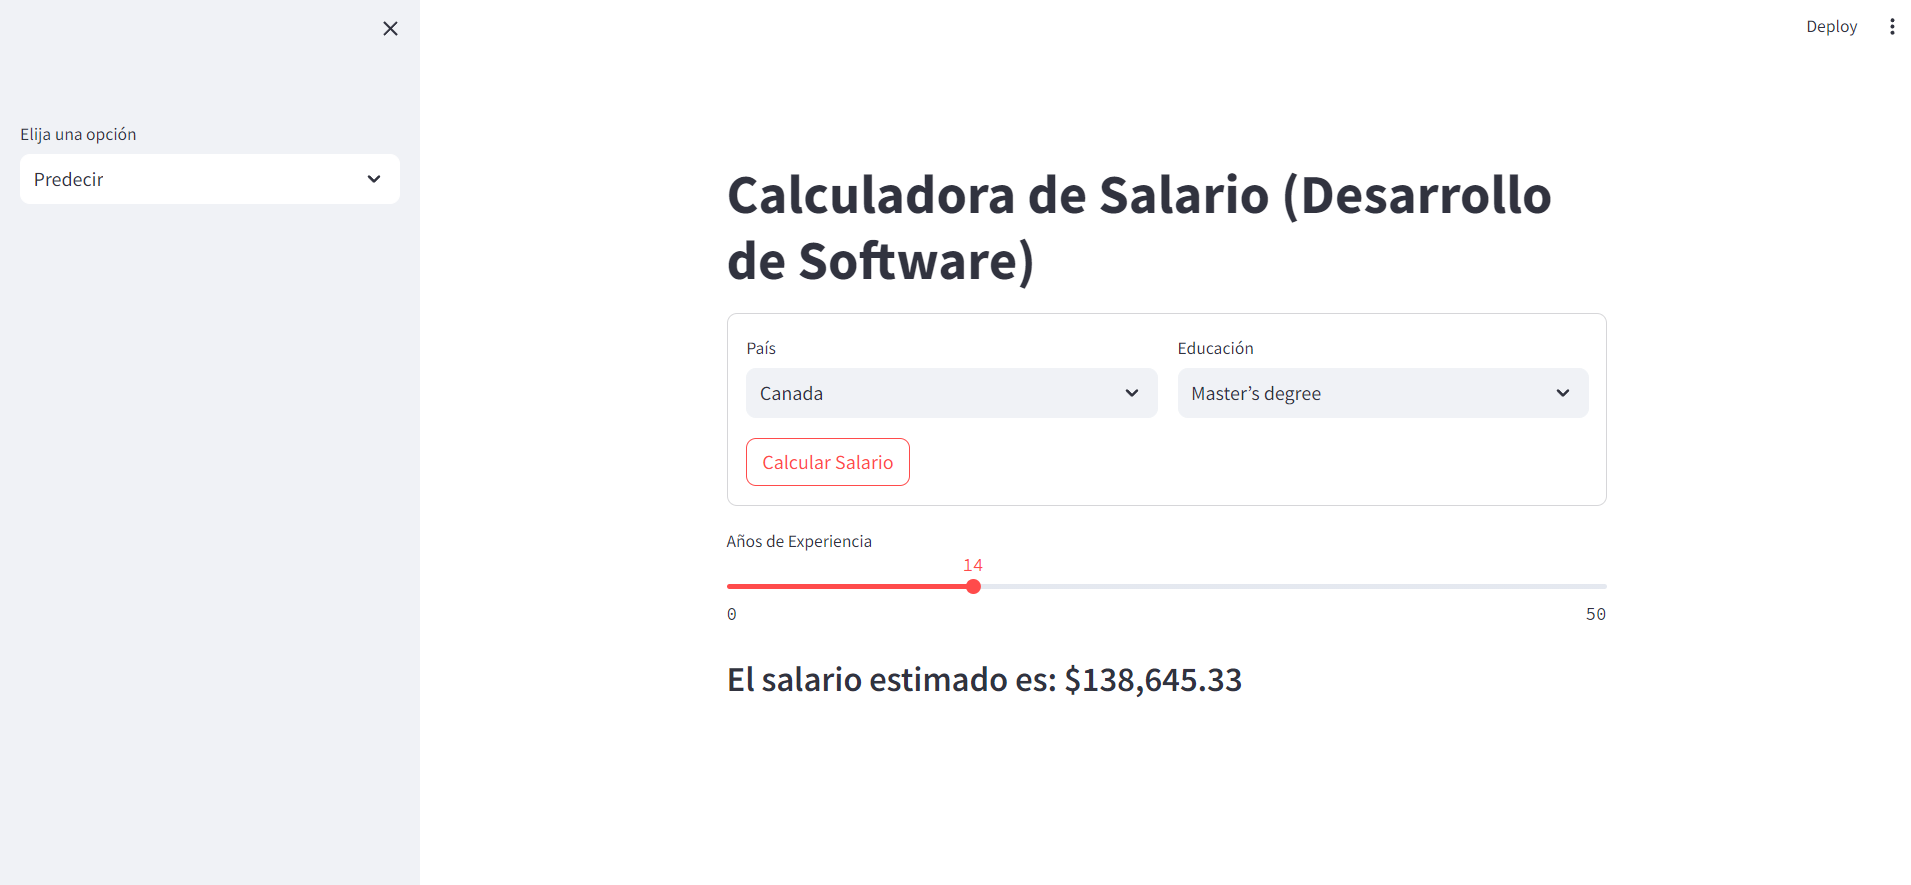 Deploy
Elija una opción
Predecir
Calculadora de Salario (Desarrollo
de Software)
País
Educación
Canada
Master’s degree
Calcular Salario
Años de Experiencia
14
0
50
El salario estimado es: $138,645.33